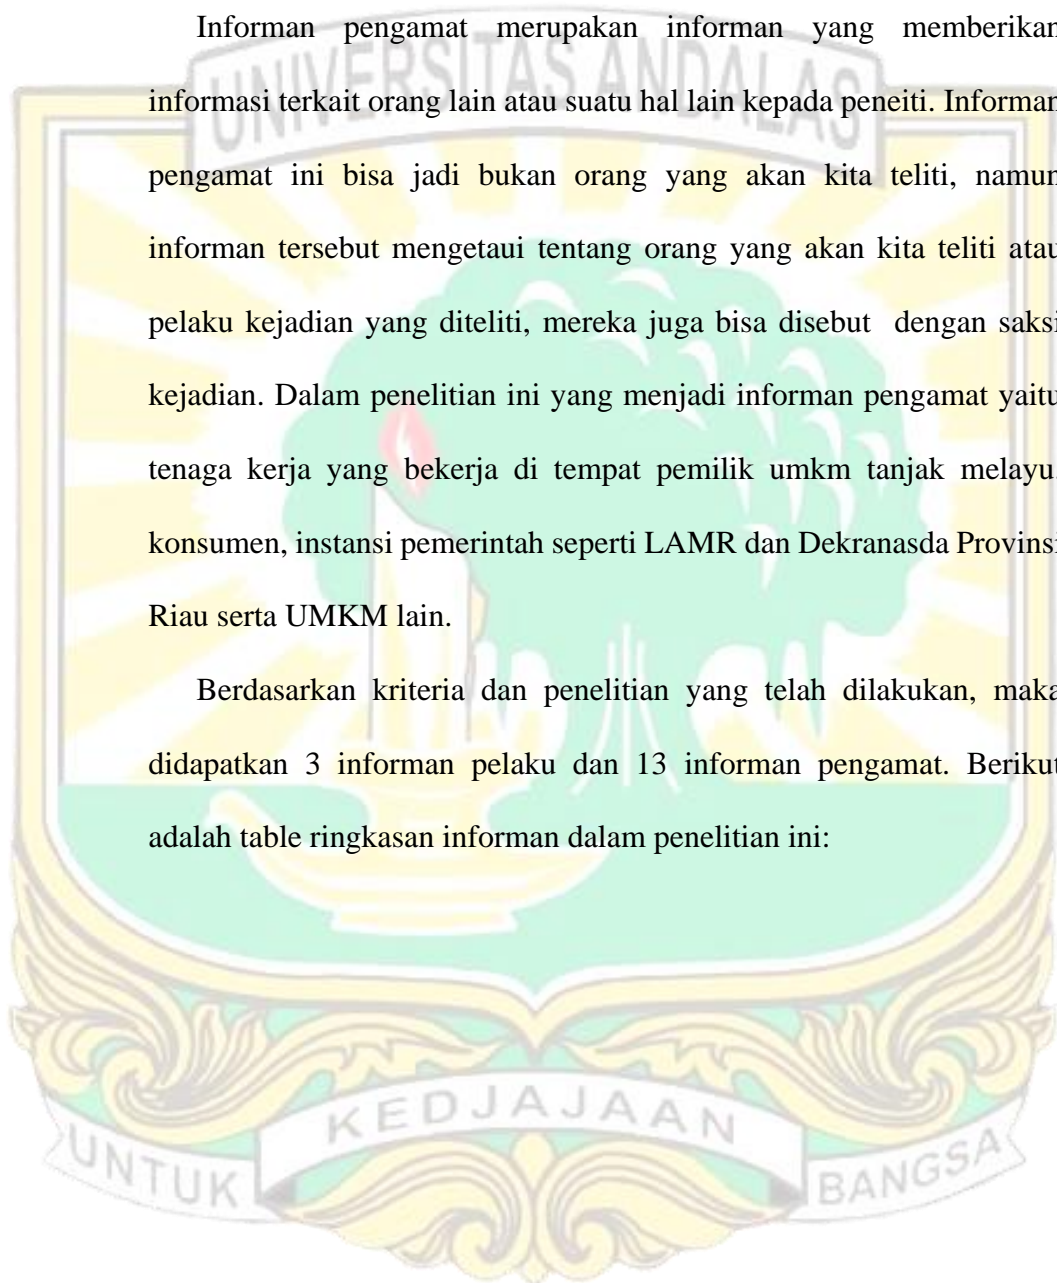 Informan pengamat merupakan informan yang memberikan
UNIVERSITAS ANDALAS
informasi terkait orang lain atau suatu hal lain kepada peneiti. Informan
pengamat ini bisa jadi bukan orang yang akan kita teliti, namun
informan tersebut mengetaui tentang orang yang akan kita teliti atau
pelaku kejadian yang diteliti, mereka juga bisa disebut dengan saksi
kejadian. Dalam penelitian ini yang menjadi informan pengamat yaitu
tenaga kerja yang bekerja di tempat pemilik umkm tanjak melayu,
konsumen, instansi pemerintah seperti LAMR dan Dekranasda Provinsi
Riau serta UMKM lain.
Berdasarkan kriteria dan penelitian yang telah dilakukan, maka
didapatkan 3 informan pelaku dan 13 informan pengamat. Berikut
adalah table ringkasan informan dalam penelitian ini:
UNTUK KEDJAJAAN BANGSA